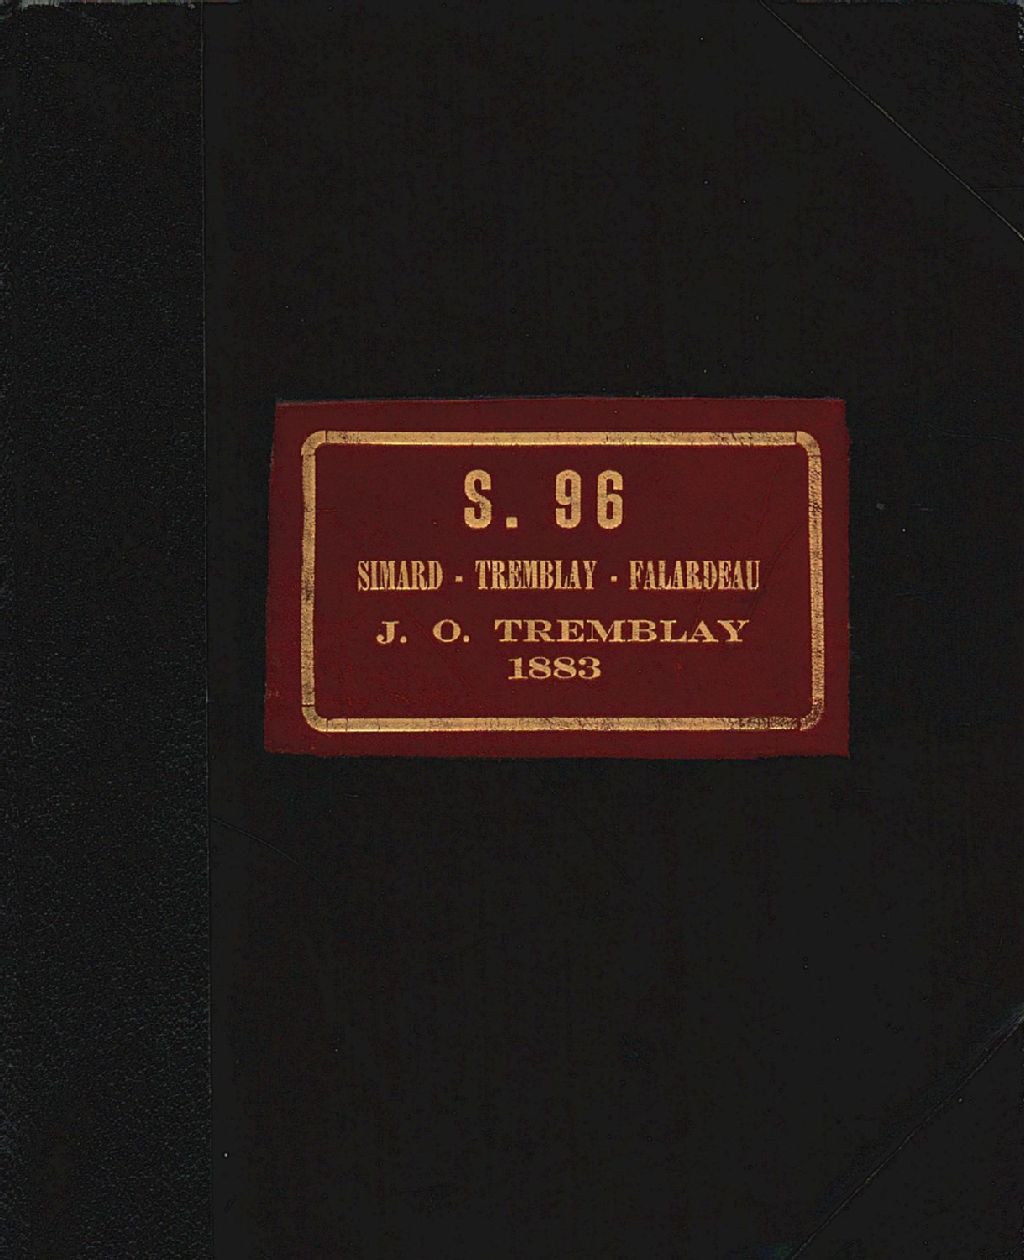 S. 96
SIMARD - TREMBLAY - FALARDEAU
J. O. TREMBLAY
1883